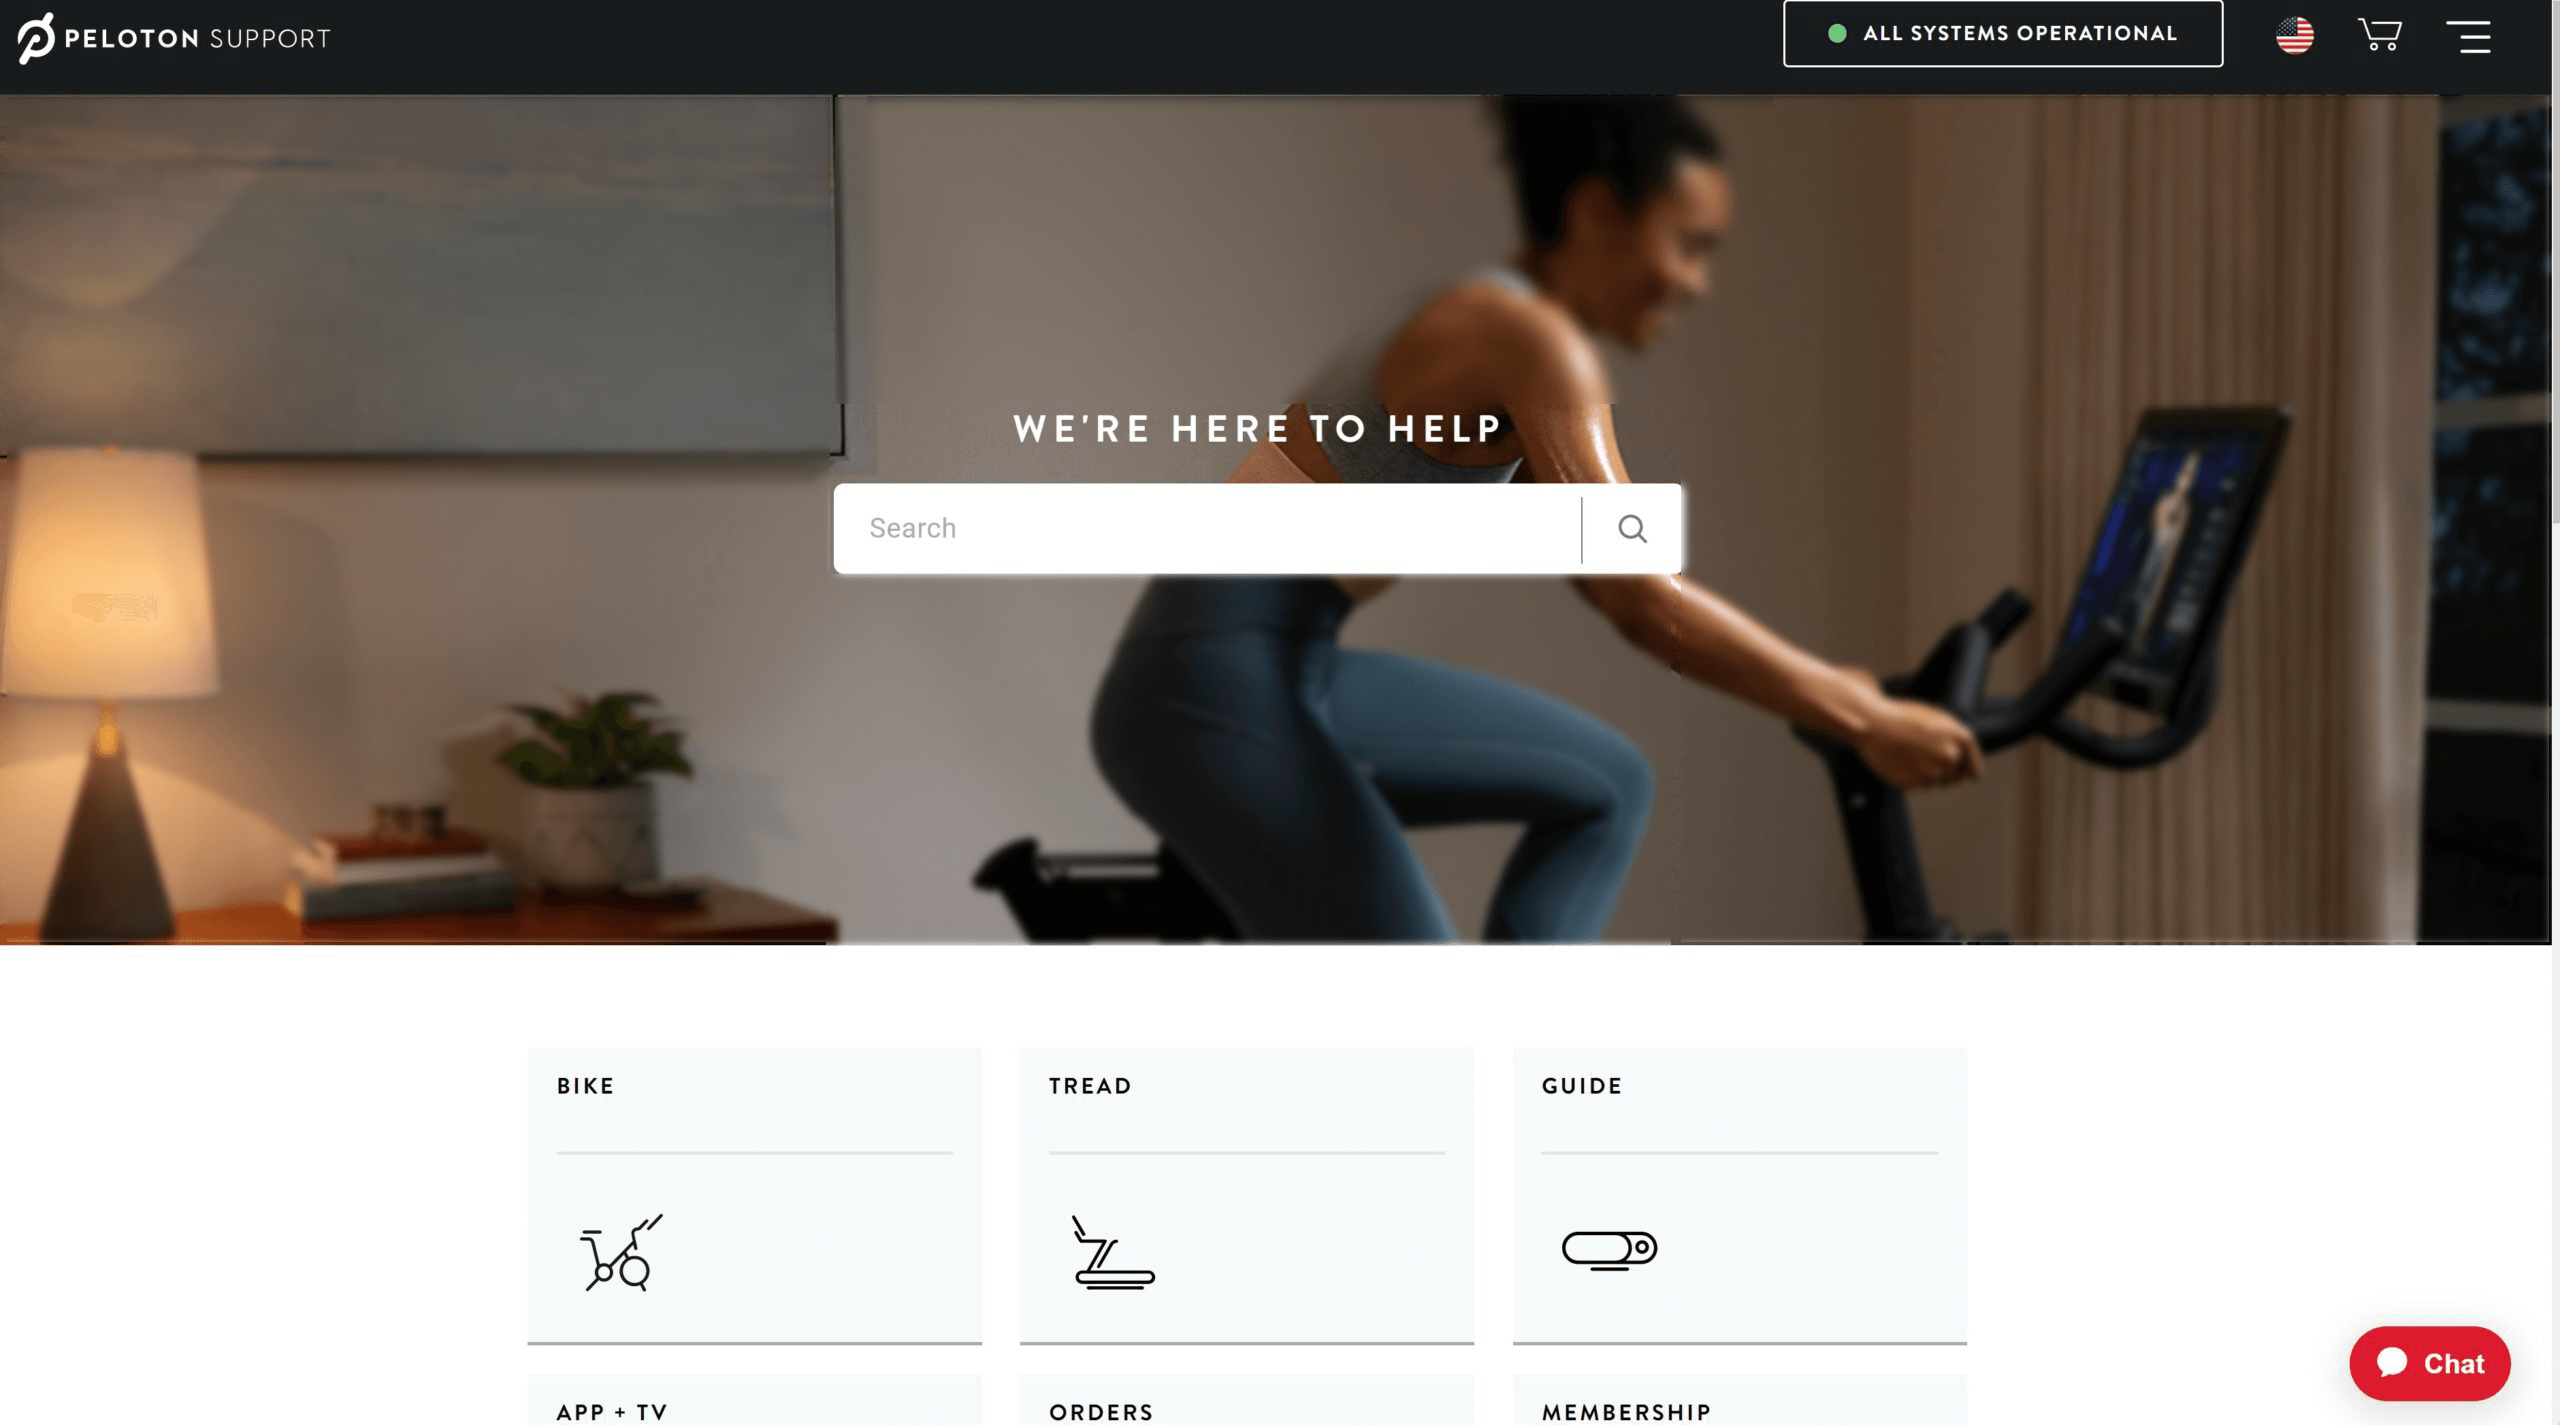 PELOTON SUPPORT
ALL SYSTEMS OPERATIONAL
WE'RE HERE TO HELP
Search
BIKE
TREAD
GUIDE
Chat
APP + TV
ORDERS
MEMBERSHIP